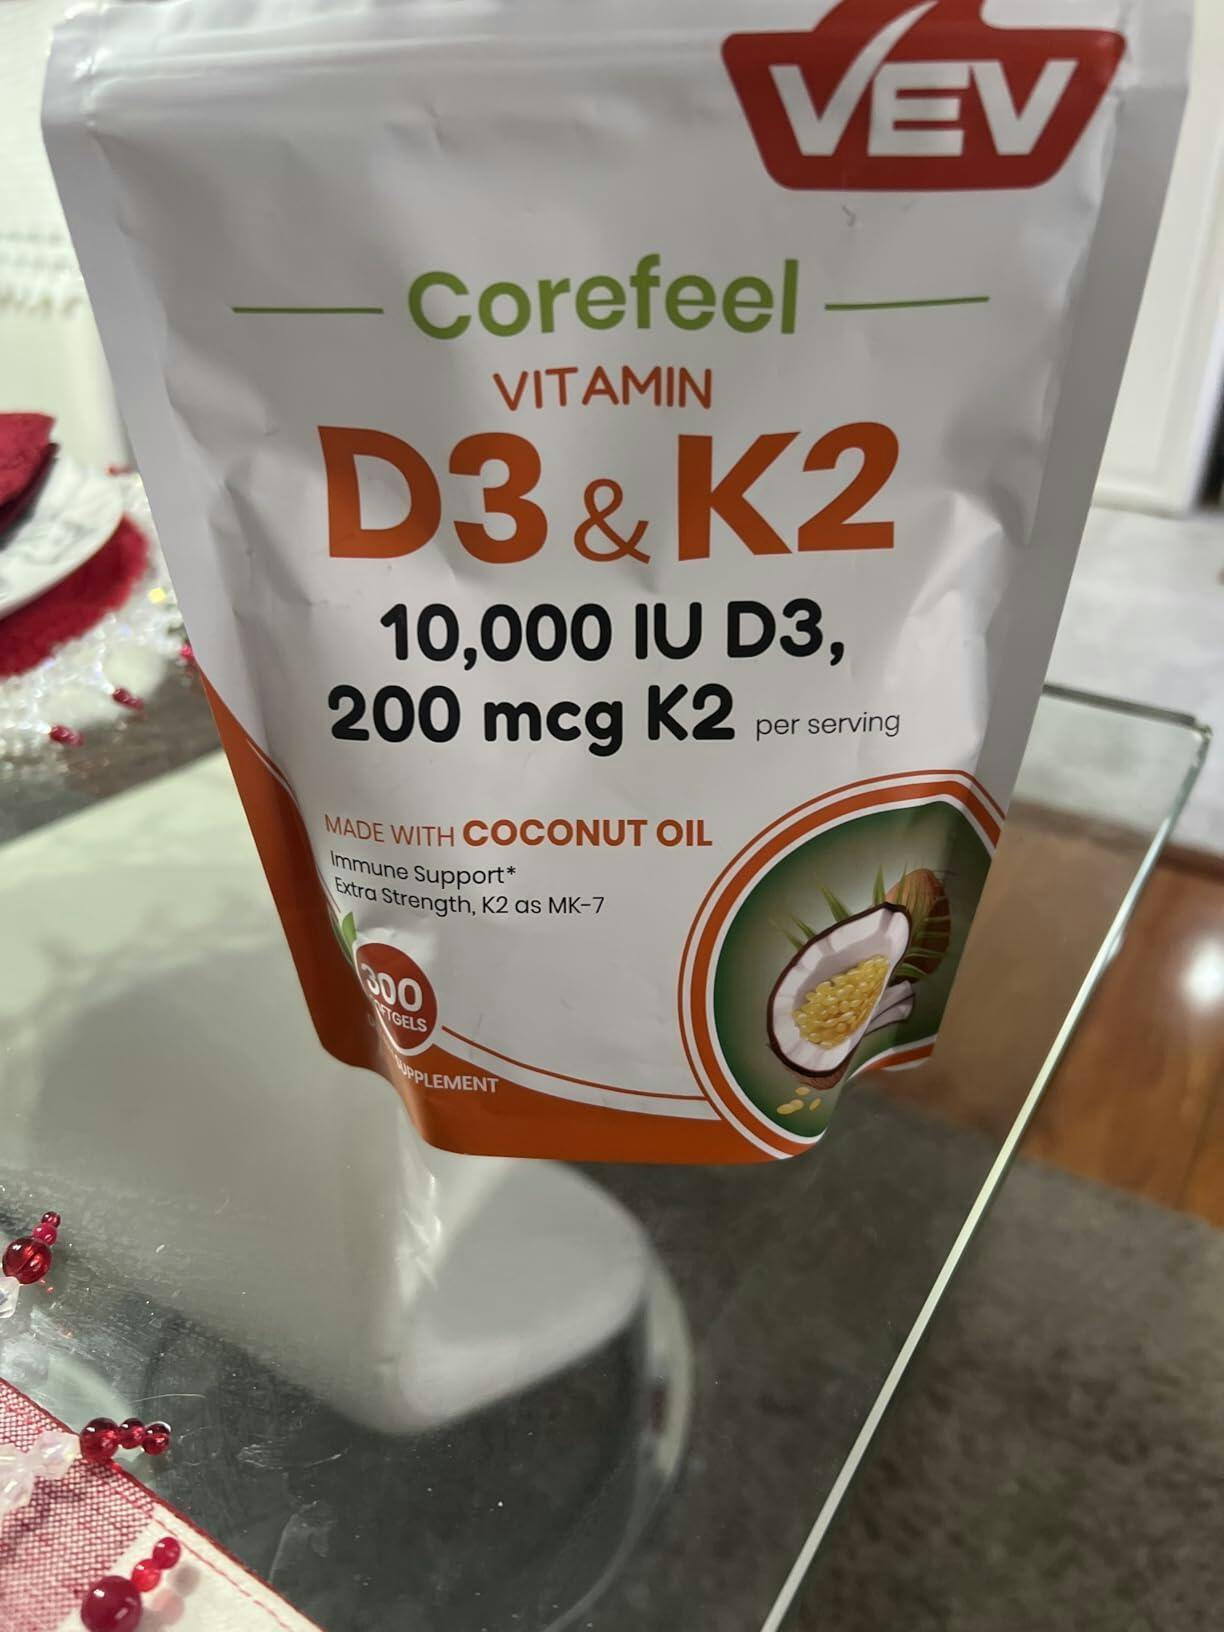 VEV
Corefeel
VITAMIN
D3 & K2
10,000 IU D3,
200 mcg K2 per serving
MADE WITH COCONUT OIL
Immune Support*
Extra Strength, K2 as MK-7
300
SUPPLEMENT